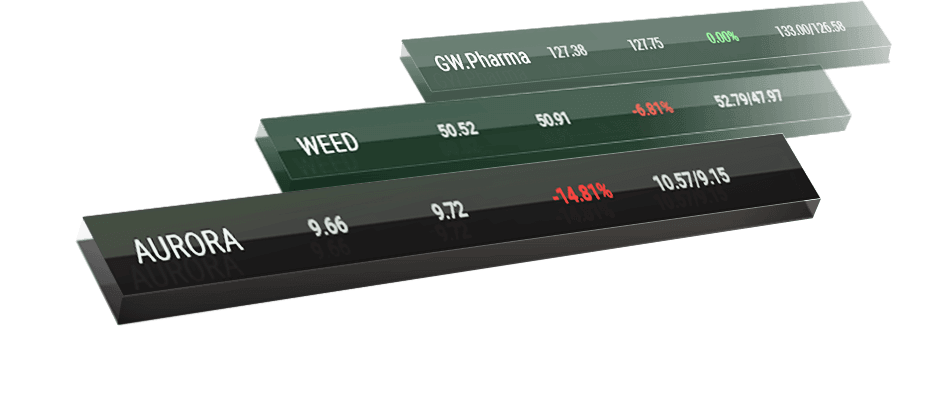 GW.Pharma 127.38 127.75 0.00% 133.00/126.58
WEED 50.52 50.91 -6.81% 52.79/47.97
AURORA 9.66 9.72 -14.81% 10.57/9.15